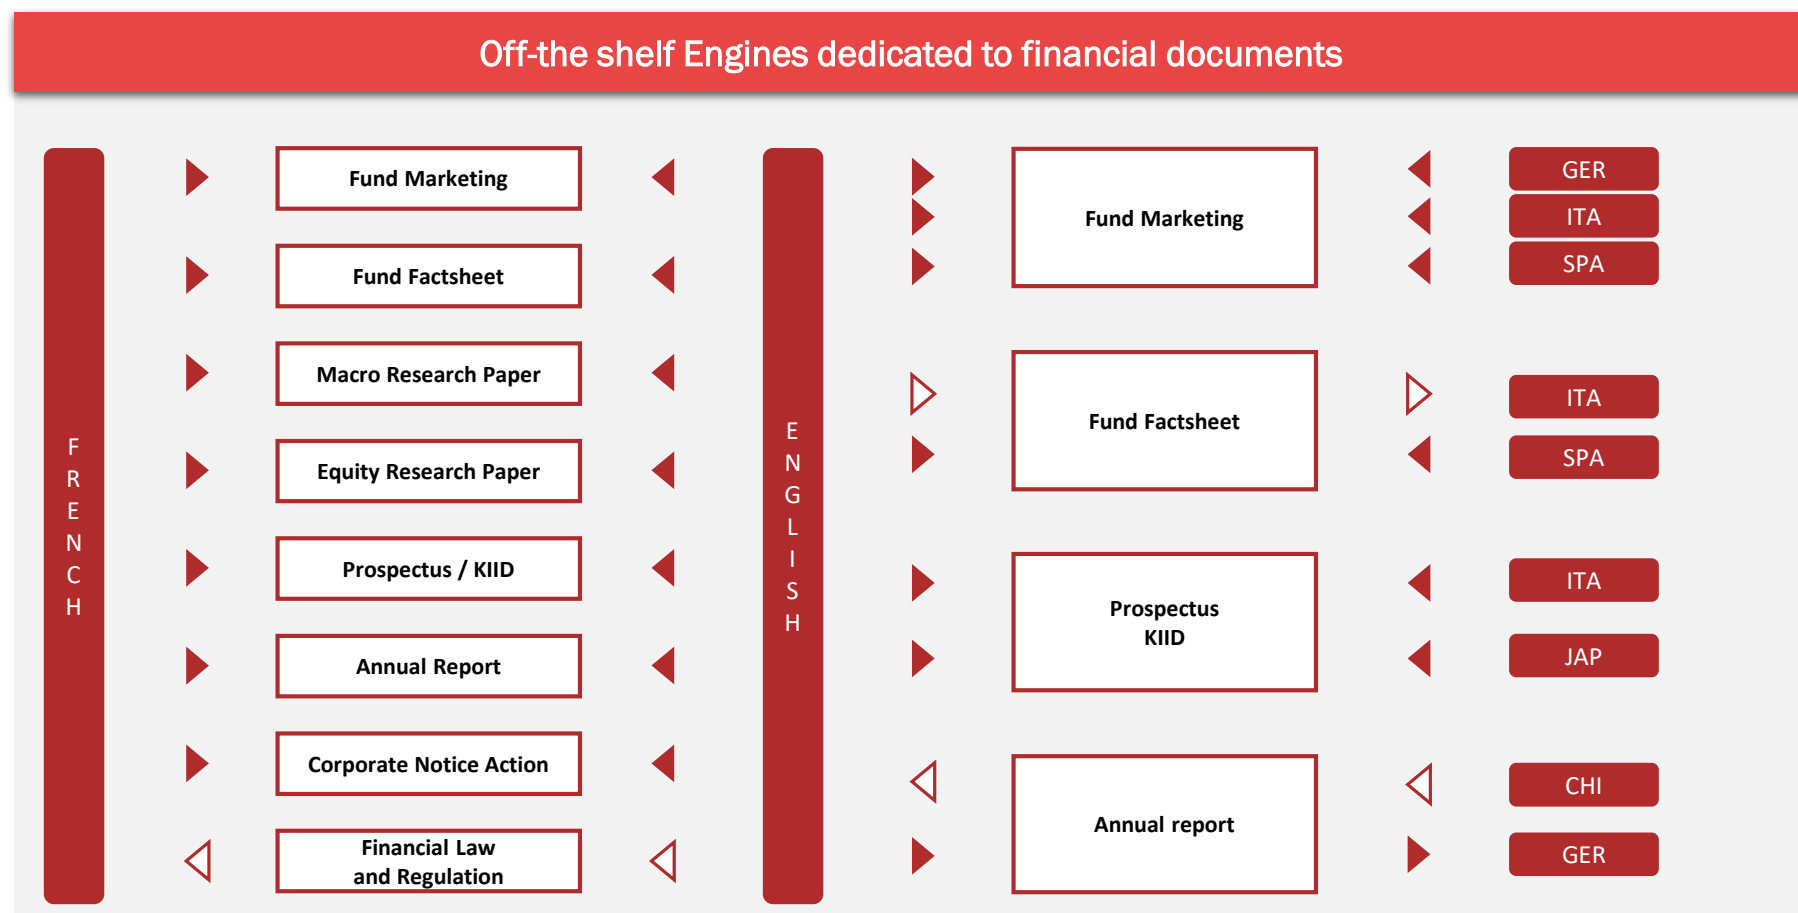 Off-the shelf Engines dedicated to financial documents
FRENCH
Fund Marketing
Fund Factsheet
Macro Research Paper
Equity Research Paper
Prospectus / KIID
Annual Report
Corporate Notice Action
Financial Law
and Regulation
ENGLISH
Fund Marketing
GER
ITA
SPA
Fund Factsheet
ITA
SPA
Prospectus
KIID
ITA
JAP
Annual report
CHI
GER